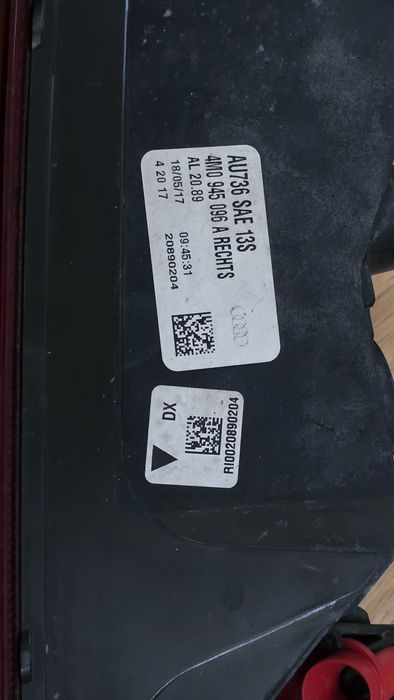 AU736 SAE 13S
4M0 945 096 A RECHTS
AL 20.89
18/05/17 09:45:31
4 20 17 20890204
DX
RI0020890204